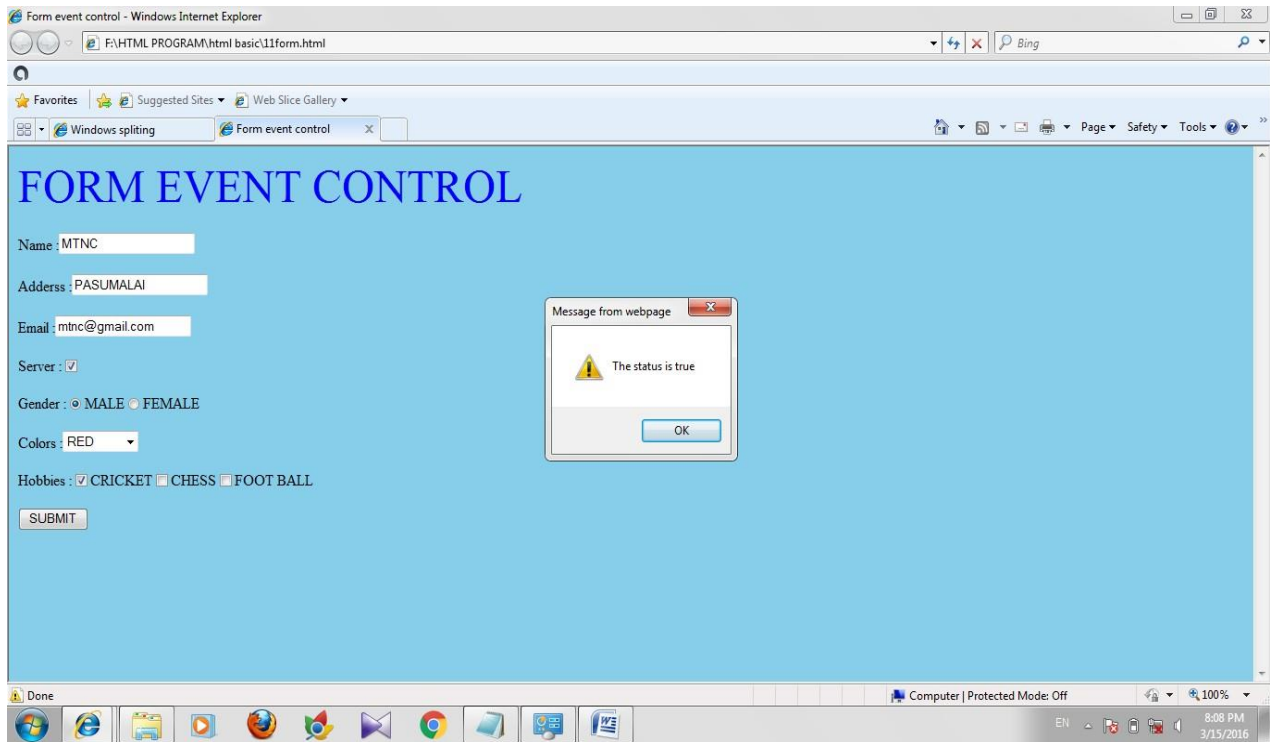 Form event control - Windows Internet Explorer
F:\HTML PROGRAM\html basic\11form.html
Bing
Favorites Suggested Sites Web Slice Gallery
Windows spliting Form event control x Page Safety Tools »
FORM EVENT CONTROL
Name :MTNC
Adderss :PASUMALAI
Email :mtnc@gmail.com
Server :
Gender : MALE FEMALE
Colors :RED
Hobbies : CRICKET CHESS FOOT BALL
SUBMIT
Message from webpage
The status is true
OK
Done Computer | Protected Mode: Off 100%
EN 8:08 PM
3/15/2016